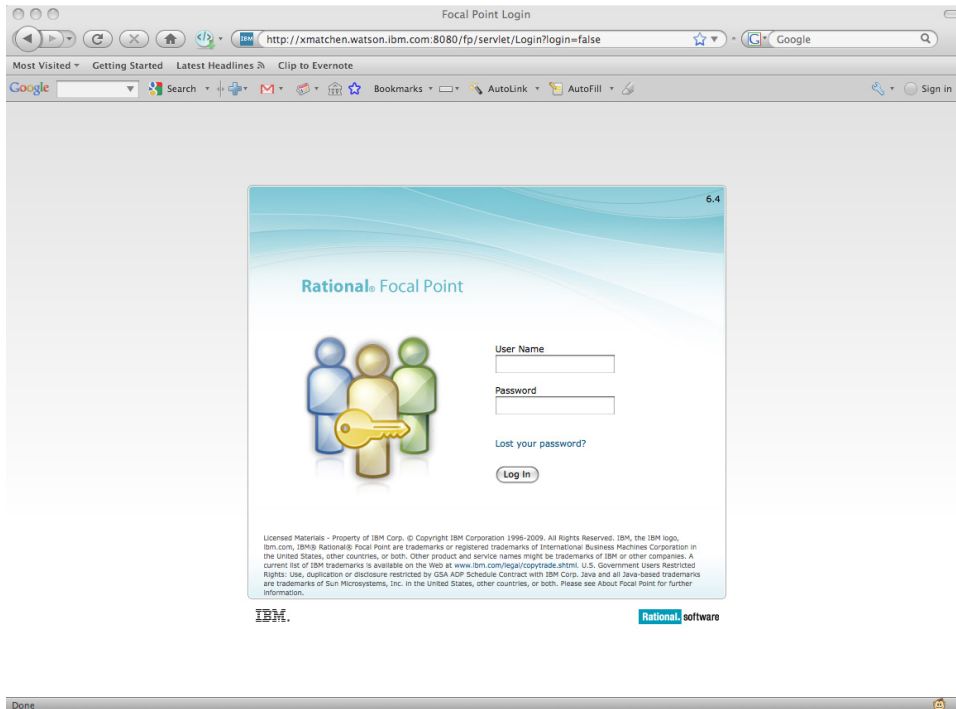 Focal Point Login
http://xmatchen.watson.ibm.com:8080/fp/servlet/Login?login=false
Google
Most Visited Getting Started Latest Headlines Clip to Evernote
Google Search Bookmarks AutoLink AutoFill Sign in
6.4
Rational® Focal Point
User Name
Password
Lost your password?
Log In
Licensed Materials - Property of IBM Corp. © Copyright IBM Corporation 1996-2009. All Rights Reserved. IBM, the IBM logo,
ibm.com, IBM® Rational® Focal Point are trademarks or registered trademarks of International Business Machines Corporation in
the United States, other countries, or both. Other product and service names might be trademarks of IBM or other companies. A
current list of IBM trademarks is available on the Web at www.ibm.com/legal/copytrade.shtml. U.S. Government Users Restricted
Rights: Use, duplication or disclosure restricted by GSA ADP Schedule Contract with IBM Corp. Java and all Java-based trademarks
are trademarks of Sun Microsystems, Inc. in the United States, other countries, or both. Please see About Focal Point for further
information.
IBM. Rational. software
Done